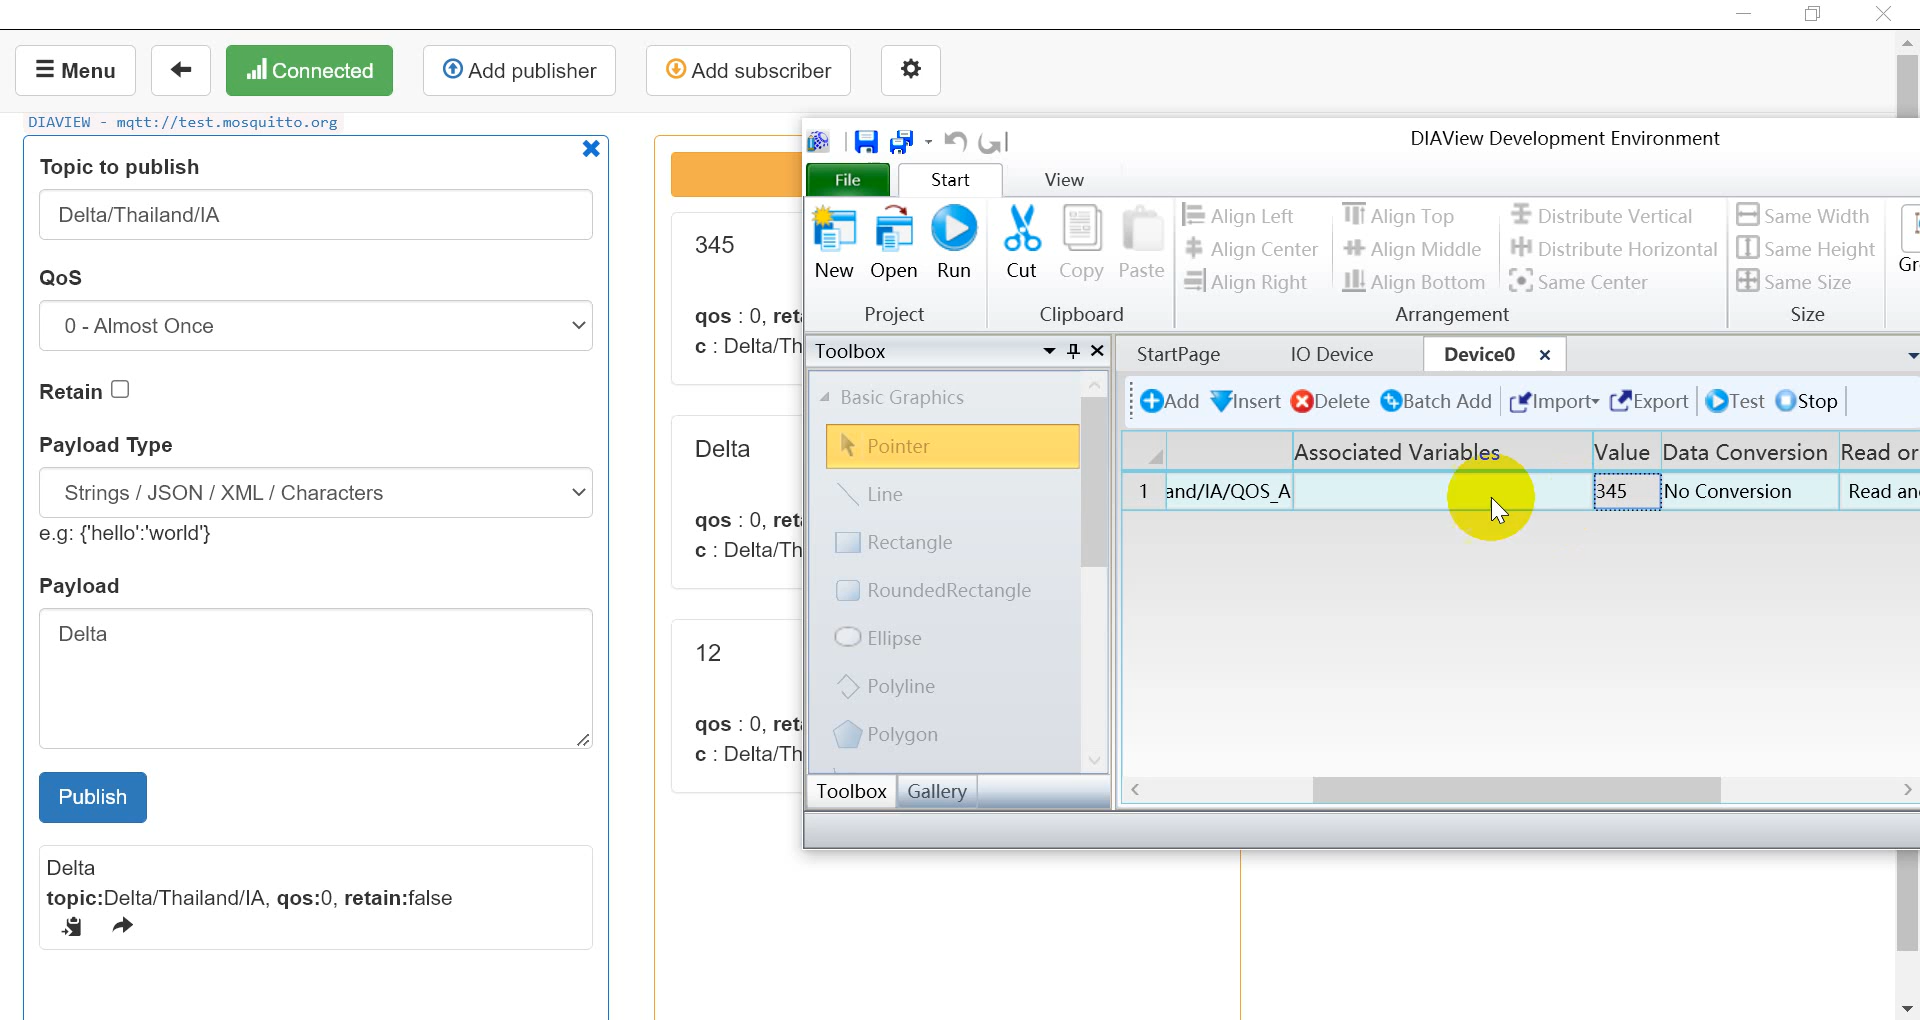 Menu
Connected
Add publisher
Add subscriber
DIAVIEW - mqtt://test.mosquitto.org
Topic to publish
Delta/Thailand/IA
QoS
0 - Almost Once
Retain
Payload Type
Strings / JSON / XML / Characters
e.g: {'hello':'world'}
Payload
Delta
Publish
Delta
topic:Delta/Thailand/IA, qos:0, retain:false
345
qos : 0, reta
c : Delta/Th
Delta
qos : 0, reta
c : Delta/Th
12
qos : 0, reta
c : Delta/Th
DIAView Development Environment
File
Start
View
New
Open
Run
Project
Cut
Copy
Paste
Clipboard
Align Left
Align Center
Align Right
Align Top
Align Middle
Align Bottom
Distribute Vertical
Distribute Horizontal
Same Center
Arrangement
Same Width
Same Height
Same Size
Size
Gr
Toolbox
Basic Graphics
Pointer
Line
Rectangle
RoundedRectangle
Ellipse
Polyline
Polygon
Toolbox
Gallery
StartPage
IO Device
Device0
Add
Insert
Delete
Batch Add
Import
Export
Test
Stop
Associated Variables
Value
Data Conversion
Read or
1
and/IA/QOS_A
345
No Conversion
Read an